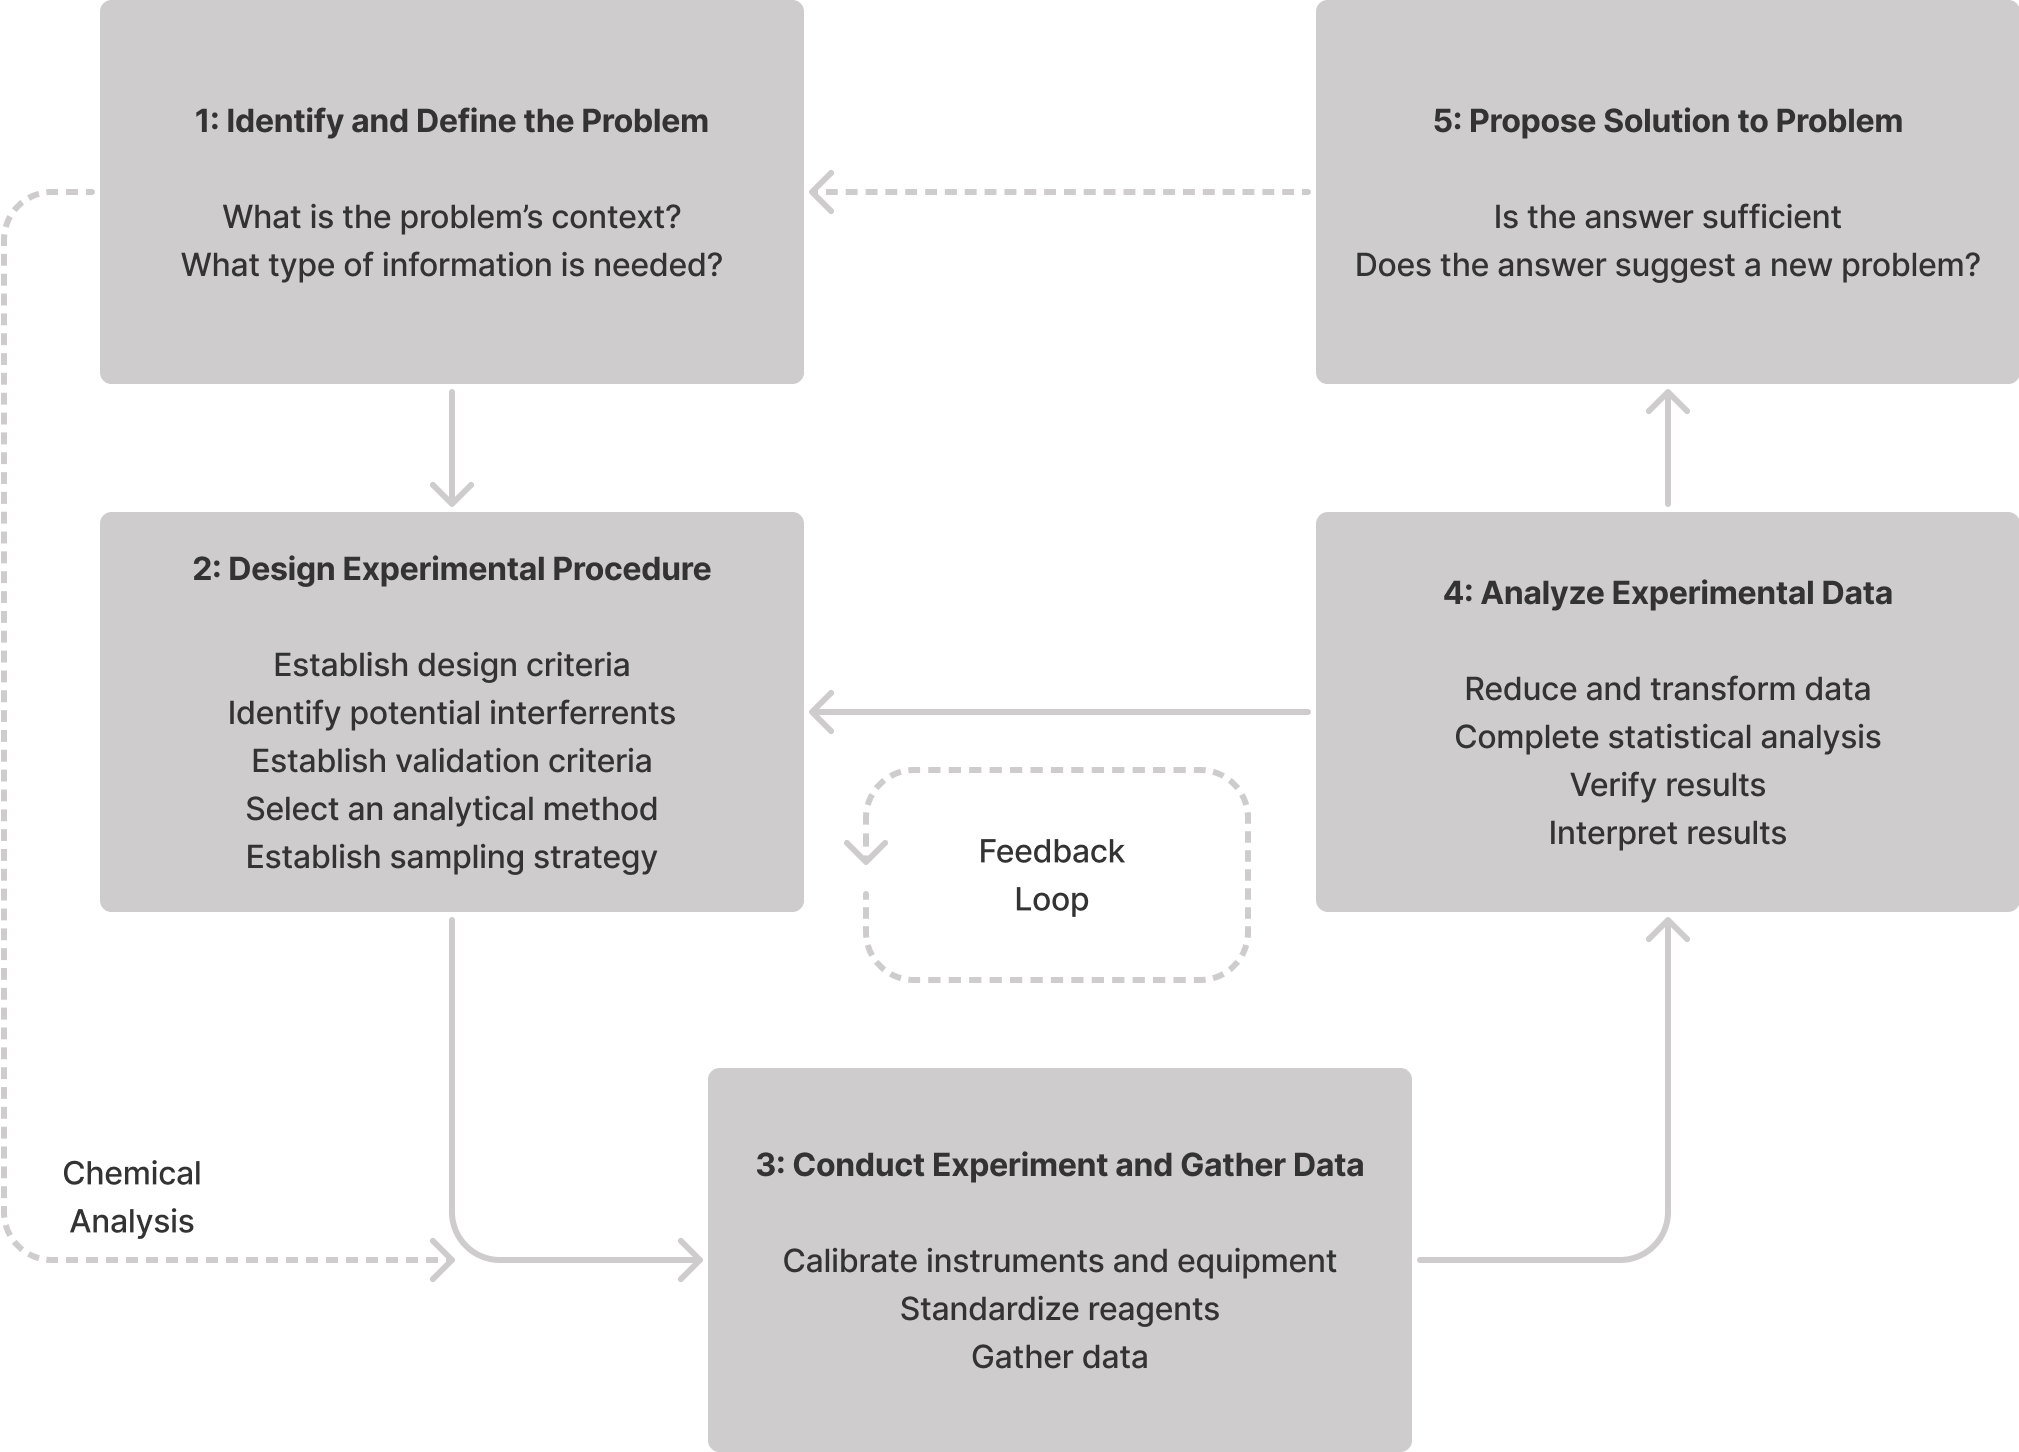 1: Identify and Define the Problem
What is the problem’s context?
What type of information is needed?
5: Propose Solution to Problem
Is the answer sufficient
Does the answer suggest a new problem?
2: Design Experimental Procedure
Establish design criteria
Identify potential interferrents
Establish validation criteria
Select an analytical method
Establish sampling strategy
4: Analyze Experimental Data
Reduce and transform data
Complete statistical analysis
Verify results
Interpret results
Feedback
Loop
Chemical
Analysis
3: Conduct Experiment and Gather Data
Calibrate instruments and equipment
Standardize reagents
Gather data